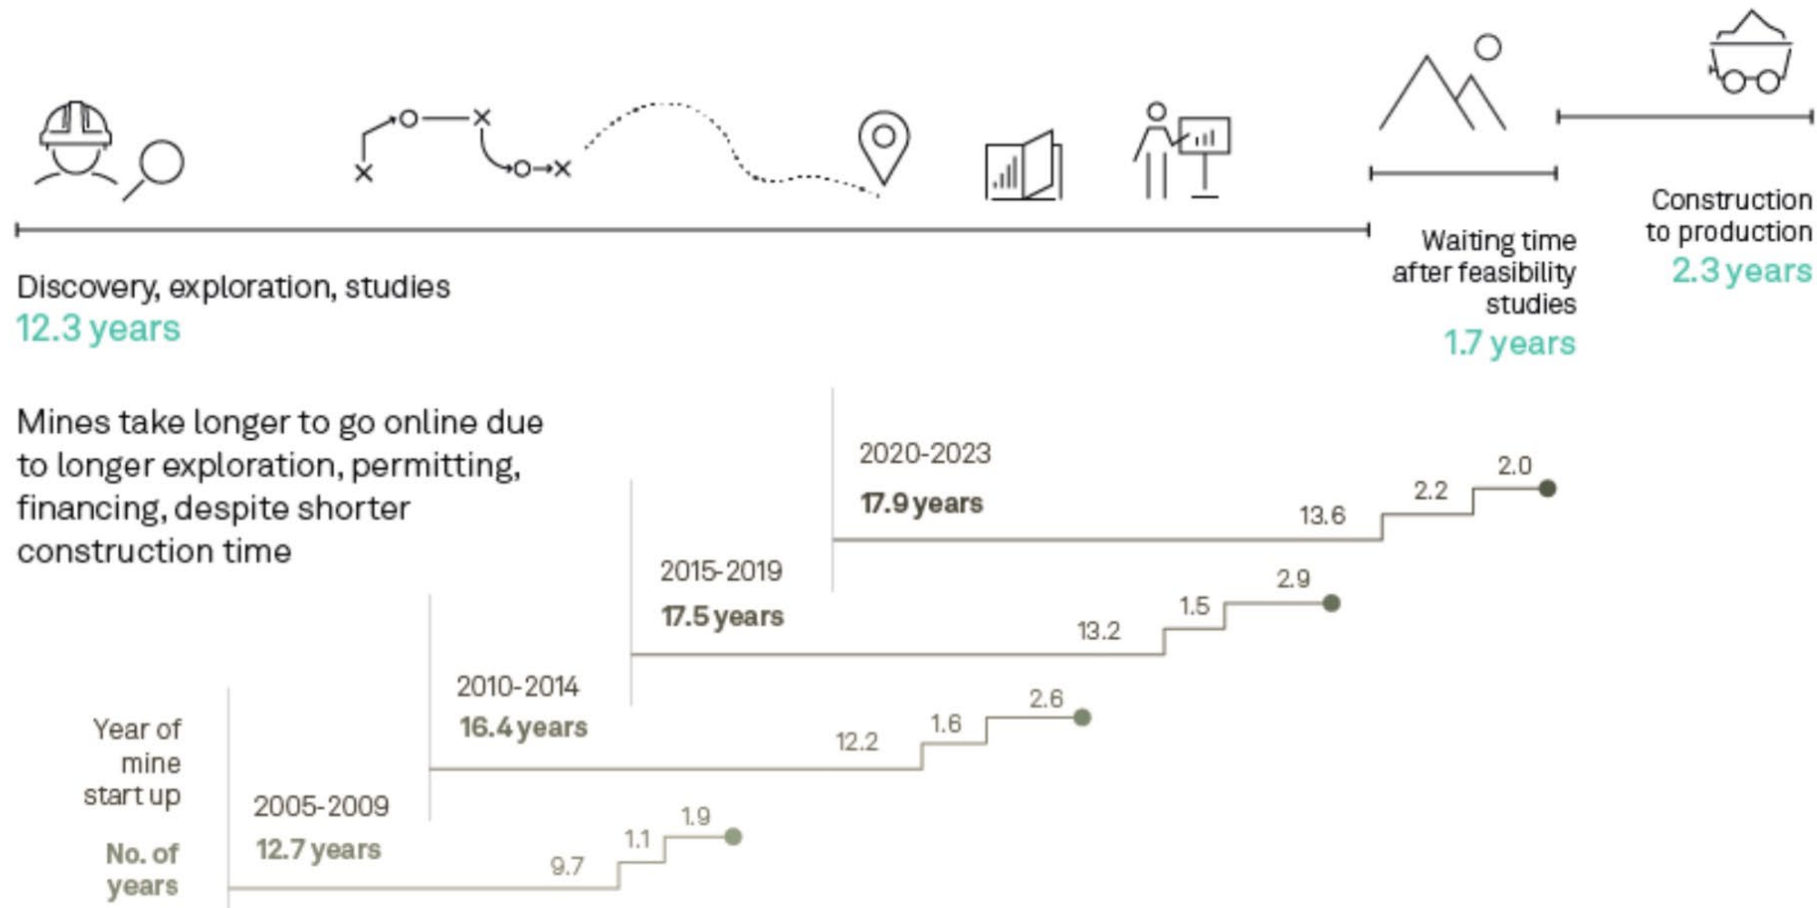 Discovery, exploration, studies
12.3 years
Waiting time
after feasibility
studies
1.7 years
Construction
to production
2.3 years
Mines take longer to go online due
to longer exploration, permitting,
financing, despite shorter
construction time
2020-2023
17.9 years
13.6
2.2
2.0
2015-2019
17.5 years
13.2
1.5
2.9
2010-2014
16.4 years
12.2
1.6
2.6
Year of
mine
start up
No. of
years
2005-2009
12.7 years
9.7
1.1
1.9